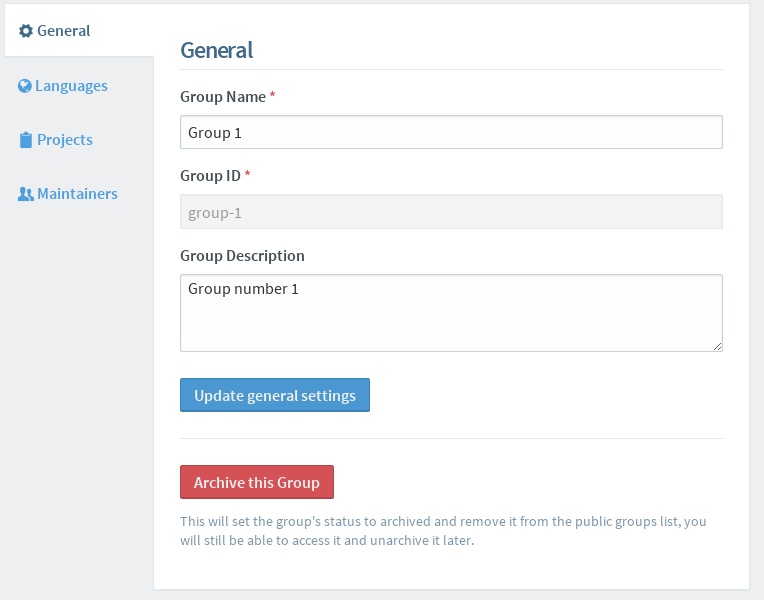 General
Languages
Projects
Maintainers
General
Group Name *
Group 1
Group ID *
group-1
Group Description
Group number 1
Update general settings
Archive this Group
This will set the group's status to archived and remove it from the public groups list, you
will still be able to access it and unarchive it later.